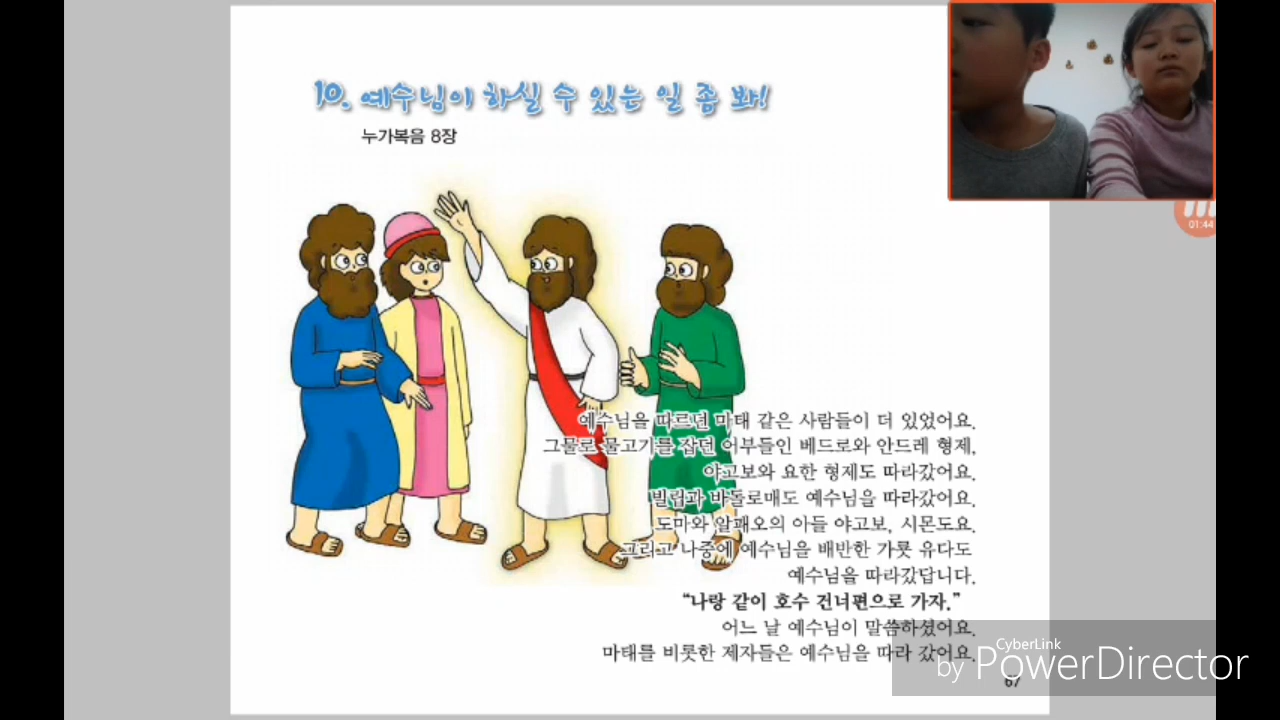 10. 예수님이 하실 수 있는 일 좀 봐!
누가복음 8장
01:44
예수님을 따르던 마태 같은 사람들이 더 있었어요.
그물로 물고기를 잡던 어부들인 베드로와 안드레 형제,
야고보와 요한 형제도 따라갔어요.
빌립과 바돌로매도 예수님을 따라갔어요.
도마와 알패오의 아들 야고보, 시몬도요.
그리고 나중에 예수님을 배반한 가룟 유다도
예수님을 따라갔답니다.
“나랑 같이 호수 건너편으로 가자.”
어느 날 예수님이 말씀하셨어요.
마태를 비롯한 제자들은 예수님을 따라 갔어요.
CyberLink
by PowerDirector
67